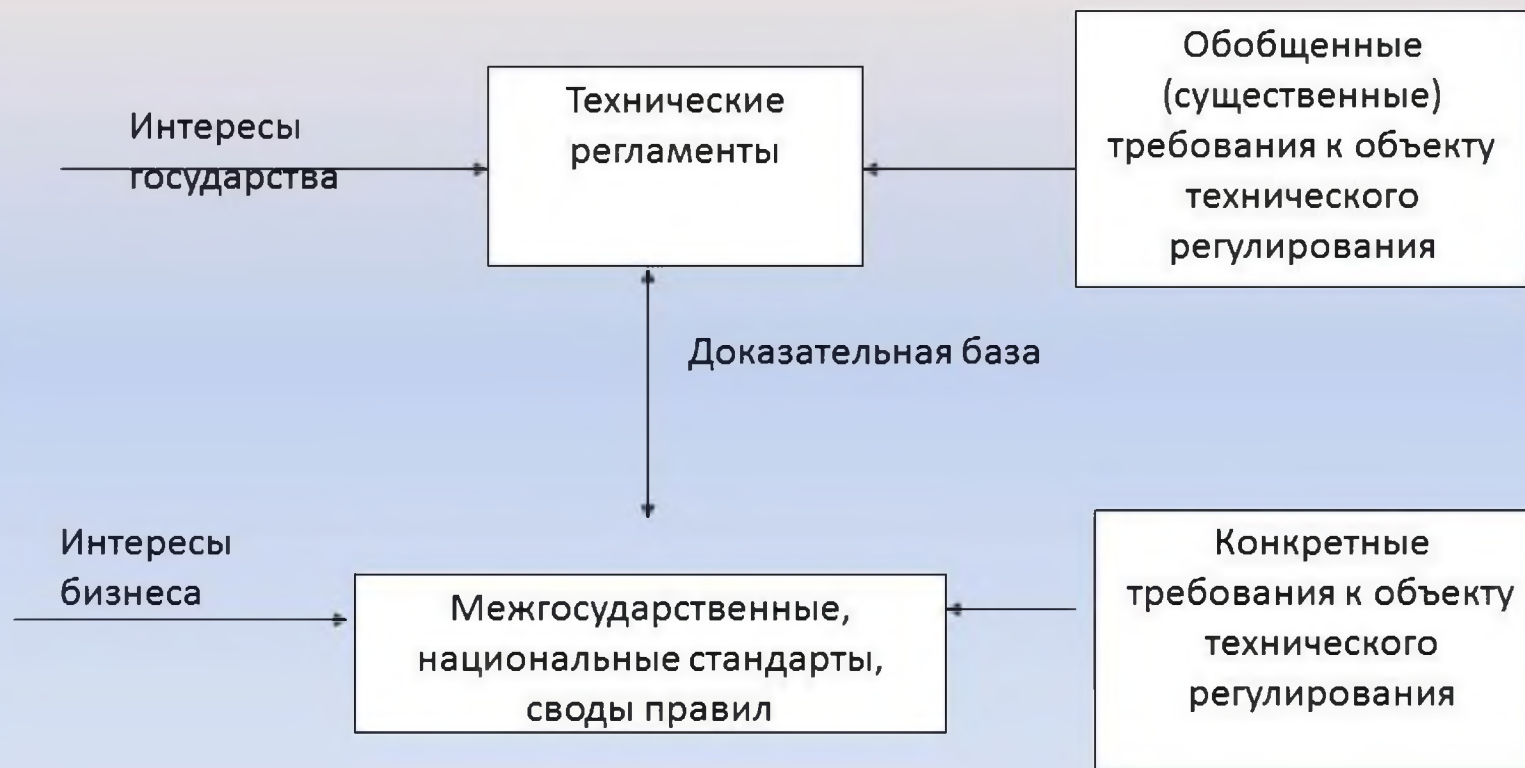 Интересы
государства
Технические
регламенты
Обобщенные
(существенные)
требования к объекту
технического
регулирования
Доказательная база
Интересы
бизнеса
Межгосударственные,
национальные стандарты,
своды правил
Конкретные
требования к объекту
технического
регулирования